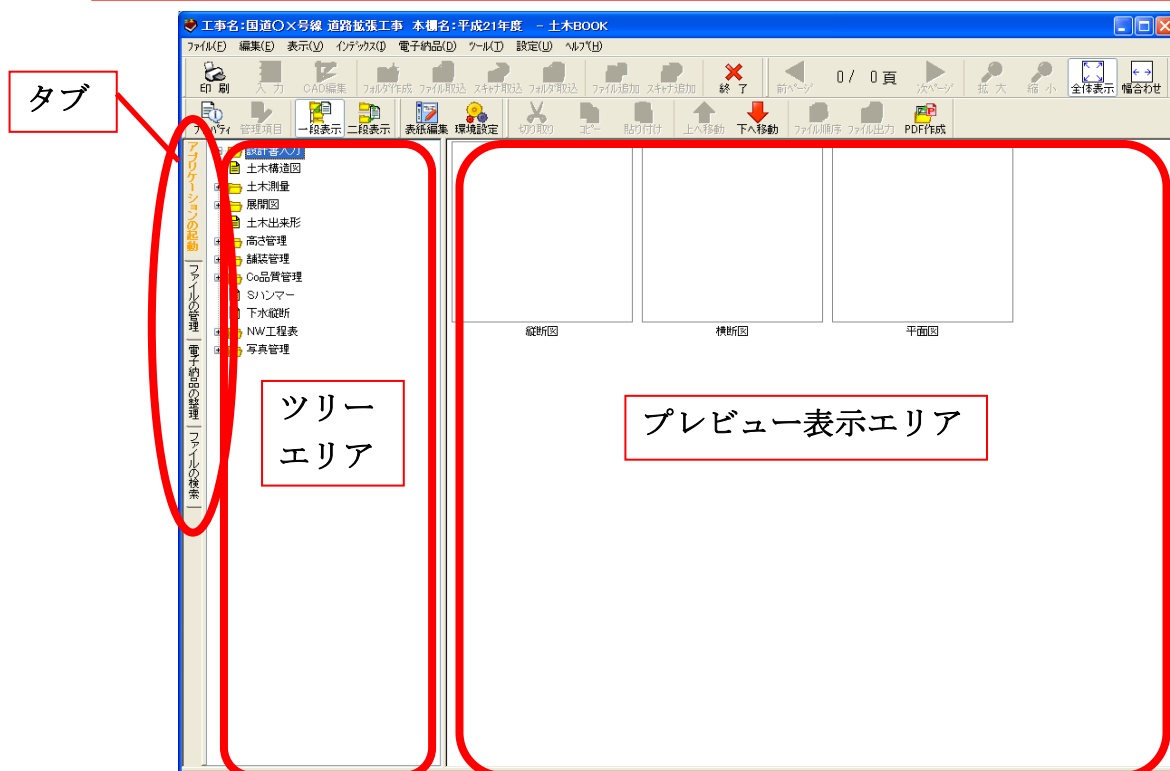 工事名:国道〇×号線 道路拡張工事 本棚名:平成21年度 - 土木BOOK
ファイル(F) 編集(E) 表示(V) インデックス(I) 電子納品(D) ツール(T) 設定(U) ヘルプ(H)
印 刷 入 力 CAD編集 フォルダ作成 ファイル取込 スキャナ取込 フォルダ取込 ファイル追加 スキャナ追加 終 了 前ページ 0/ 0頁 次ページ 拡 大 縮 小 全体表示 幅合わせ
プロパティ 管理項目 一段表示 二段表示 表紙編集 環境設定 切り取り コピー 貼り付け 上へ移動 下へ移動 ファイル順序 ファイル出力 PDF作成
タブ
アプリケーションの起動
ファイルの管理
電子納品の整理
ファイルの検索
設計書入力
土木構造図
土木測量
展開図
土木出来形
高さ管理
舗装管理
Co品質管理
Sハンマー
下水縦断
NW工程表
写真管理
ツリー
エリア
縦断図 横断図 平面図
プレビュー表示エリア